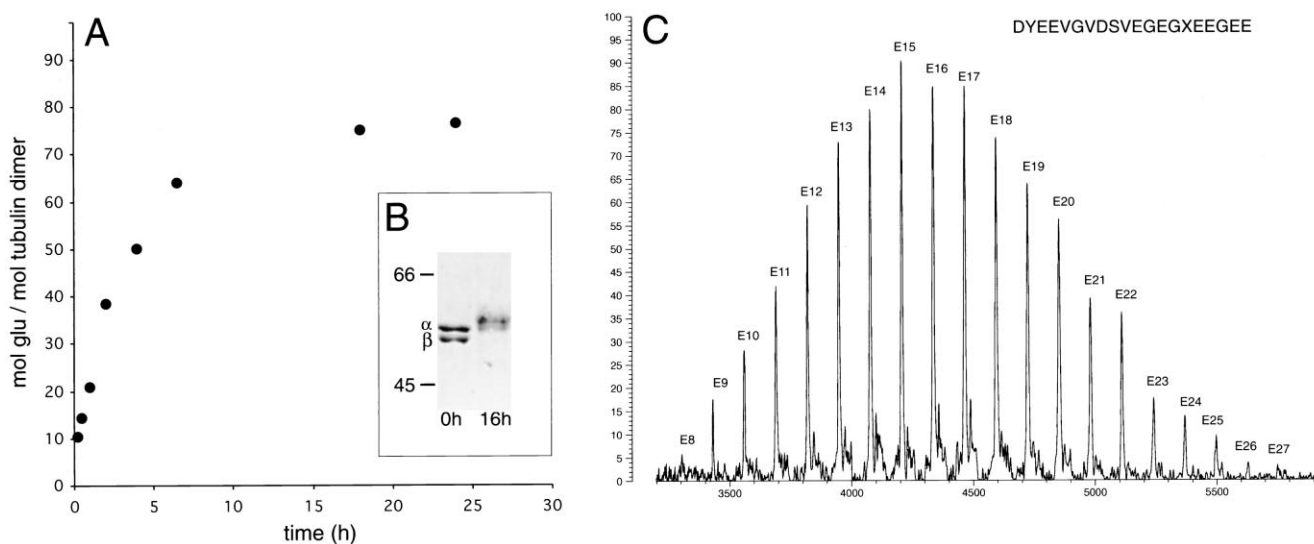 A
mol glu / mol tubulin dimer
90
80
70
60
50
40
30
20
10
0
0 5 10 15 20 25 30
time (h)
B
66
α
β
45
0h 16h
C
DYEEVGVDSVEGEGXEEGEE
100
95
90
85
80
75
70
65
60
55
50
45
40
35
30
25
20
15
10
5
0
E8
E9
E10
E11
E12
E13
E14
E15
E16
E17
E18
E19
E20
E21
E22
E23
E24
E25
E26
E27
3500 4000 4500 5000 5500